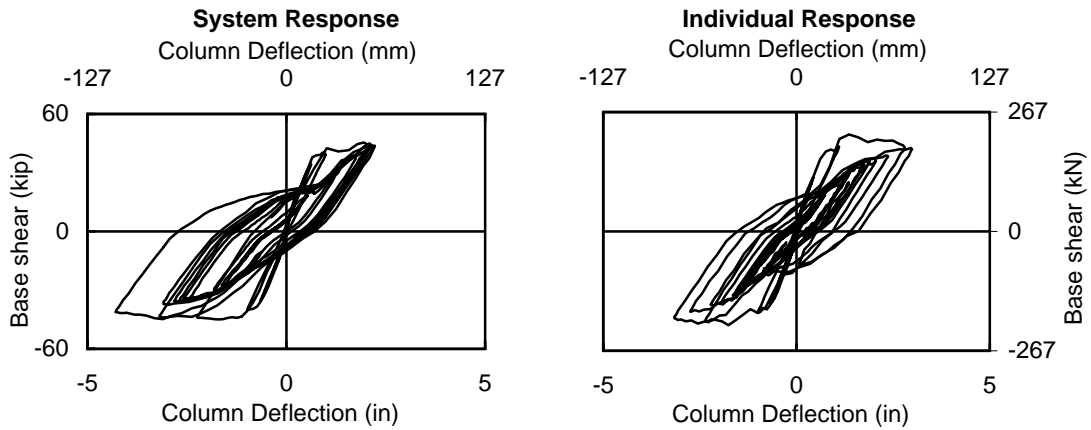 System Response
Column Deflection (mm)
-127 0 127
60
0
-60
Base shear (kip)
-5 0 5
Column Deflection (in)
Individual Response
Column Deflection (mm)
-127 0 127
267
0
-267
Base shear (kN)
-5 0 5
Column Deflection (in)